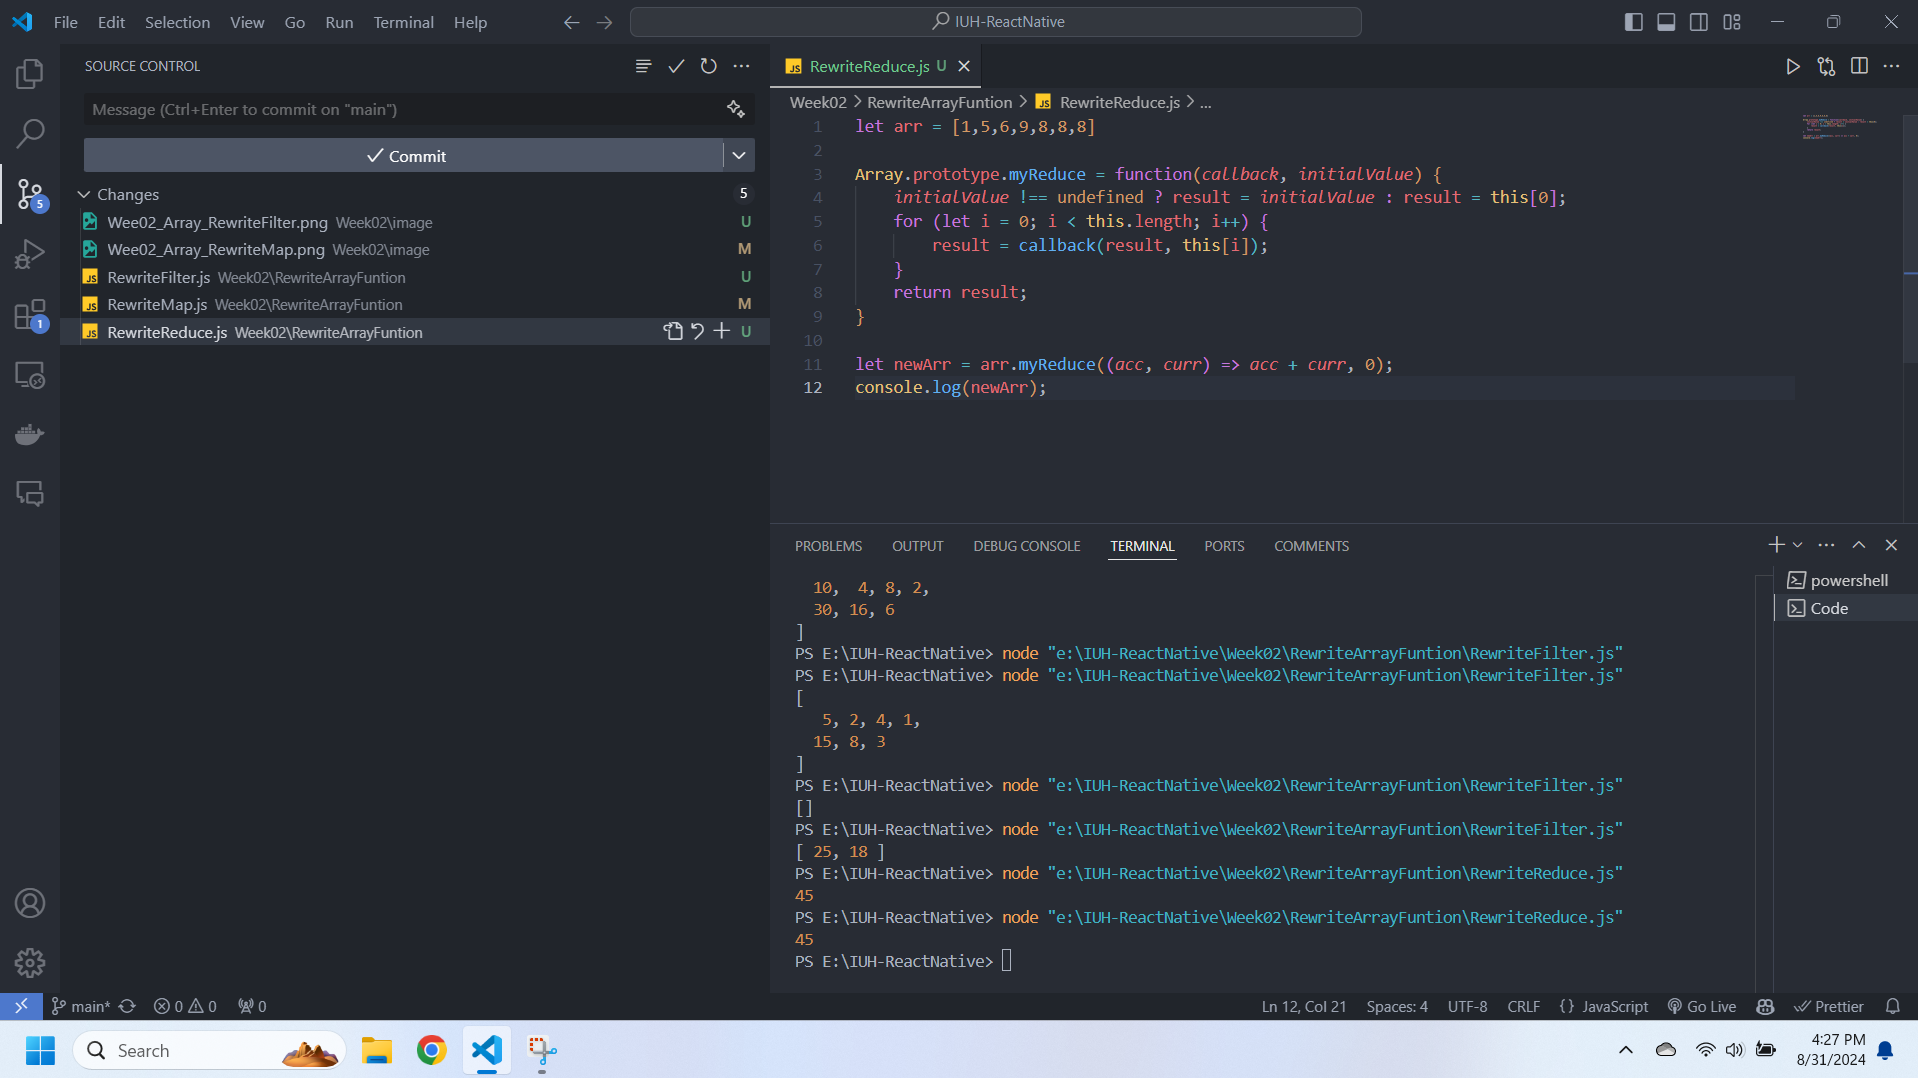 File Edit Selection View Go Run Terminal Help
IUH-ReactNative
SOURCE CONTROL
Message (Ctrl+Enter to commit on "main")
Commit
Changes 5
Wee02_Array_RewriteFilter.png Week02\image U
Wee02_Array_RewriteMap.png Week02\image M
RewriteFilter.js Week02\RewriteArrayFuntion U
RewriteMap.js Week02\RewriteArrayFuntion M
RewriteReduce.js Week02\RewriteArrayFuntion U
5
1
RewriteReduce.js U
Week02 > RewriteArrayFuntion > JS RewriteReduce.js > ...
1 let arr = [1,5,6,9,8,8,8]
2
3 Array.prototype.myReduce = function(callback, initialValue) {
4 initialValue !== undefined ? result = initialValue : result = this[0];
5 for (let i = 0; i < this.length; i++) {
6 result = callback(result, this[i]);
7 }
8 return result;
9 }
10
11 let newArr = arr.myReduce((acc, curr) => acc + curr, 0);
12 console.log(newArr);
PROBLEMS OUTPUT DEBUG CONSOLE TERMINAL PORTS COMMENTS
10, 4, 8, 2,
30, 16, 6
]
PS E:\IUH-ReactNative> node "e:\IUH-ReactNative\Week02\RewriteArrayFuntion\RewriteFilter.js"
PS E:\IUH-ReactNative> node "e:\IUH-ReactNative\Week02\RewriteArrayFuntion\RewriteFilter.js"
[
5, 2, 4, 1,
15, 8, 3
]
PS E:\IUH-ReactNative> node "e:\IUH-ReactNative\Week02\RewriteArrayFuntion\RewriteFilter.js"
[]
PS E:\IUH-ReactNative> node "e:\IUH-ReactNative\Week02\RewriteArrayFuntion\RewriteFilter.js"
[ 25, 18 ]
PS E:\IUH-ReactNative> node "e:\IUH-ReactNative\Week02\RewriteArrayFuntion\RewriteReduce.js"
45
PS E:\IUH-ReactNative> node "e:\IUH-ReactNative\Week02\RewriteArrayFuntion\RewriteReduce.js"
45
PS E:\IUH-ReactNative>
powershell
Code
main* 0 0 0
Ln 12, Col 21 Spaces: 4 UTF-8 CRLF {} JavaScript Go Live Prettier
Search
4:27 PM
8/31/2024